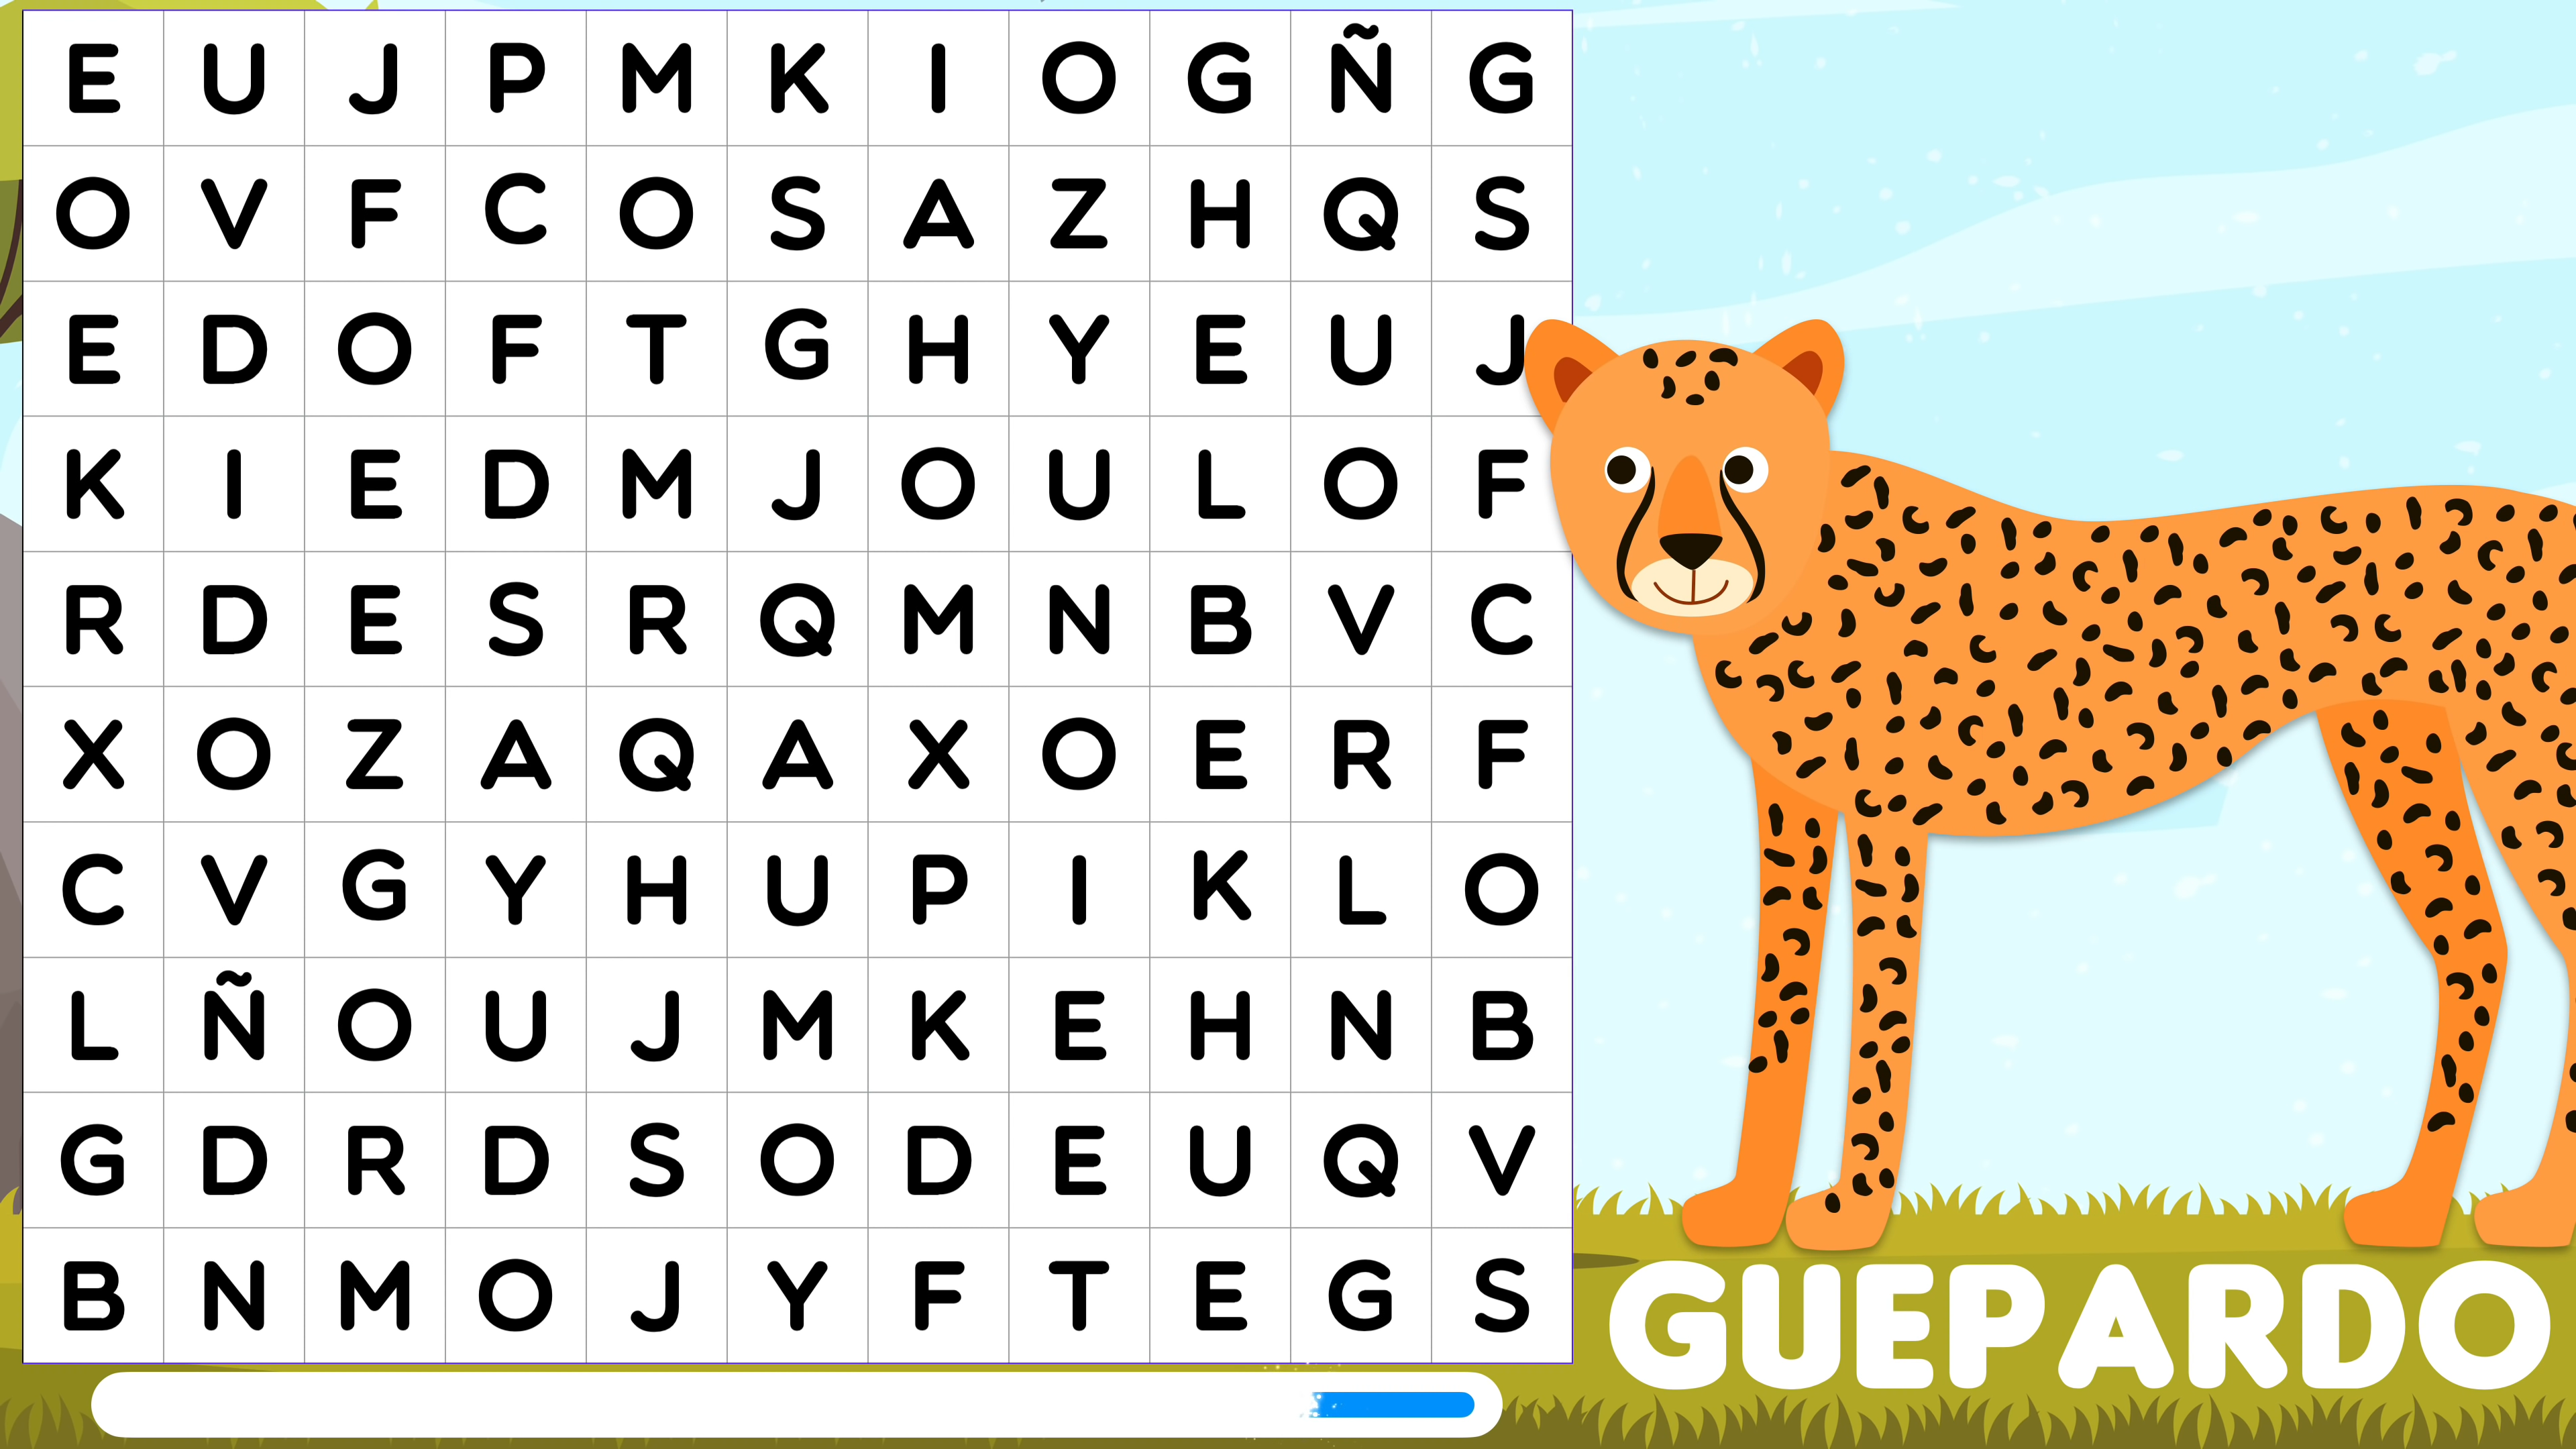 E U J P M K I O G Ñ G
O V F C O S A Z H Q S
E D O F T G H Y E U J
K I E D M J O U L O F
R D E S R Q M N B V C
X O Z A Q A X O E R F
C V G Y H U P I K L O
L Ñ O U J M K E H N B
G D R D S O D E U Q V
B N M O J Y F T E G S
GUEPARDO